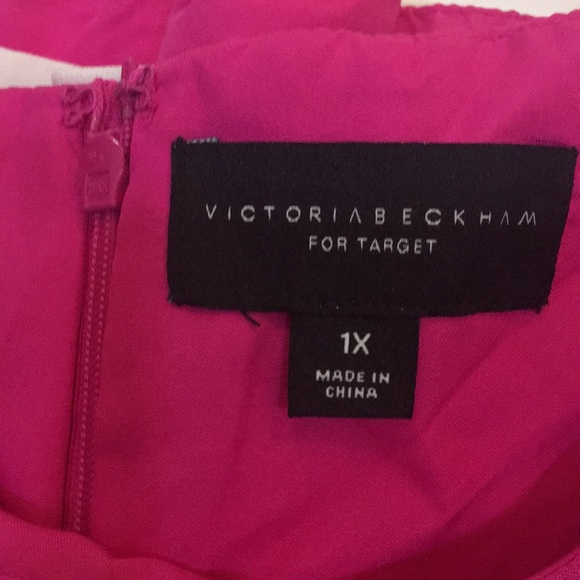 VICTORIABECKHAM
FOR TARGET
1X
MADE IN
CHINA